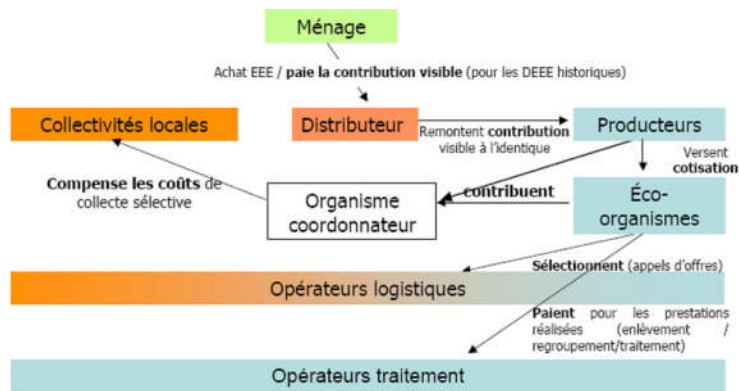 Ménage
Achat EEE / paie la contribution visible (pour les DEEE historiques)
Collectivités locales
Distributeur
Remontent contribution
visible à l'identique
Producteurs
Versent
cotisation
Compense les coûts de
collecte sélective
Organisme
coordonnateur
contribuent
Éco-
organismes
Sélectionnent (appels d'offres)
Opérateurs logistiques
Paient pour les prestations
réalisées (enlèvement /
regroupement/traitement)
Opérateurs traitement